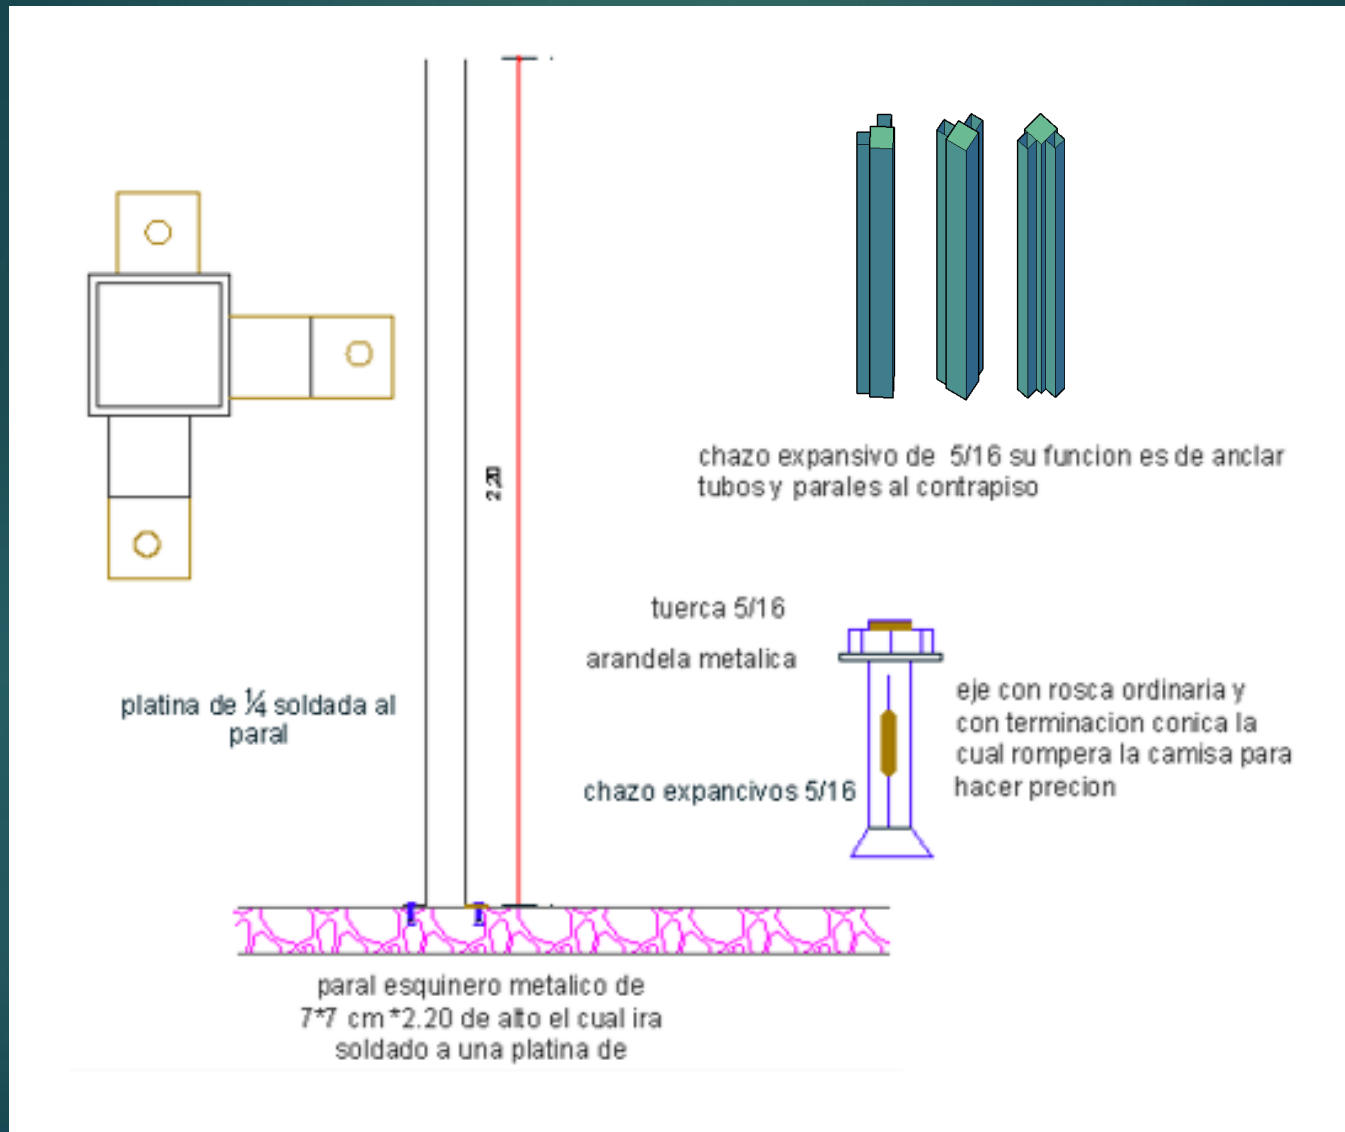 2,20
chazo expansivo de 5/16 su funcion es de anclar
tubos y parales al contrapiso
tuerca 5/16
arandela metalica
eje con rosca ordinaria y
con terminacion conica la
cual rompera la camisa para
hacer precion
platina de ¼ soldada al
paral
chazo expancivos 5/16
paral esquinero metalico de
7*7 cm *2.20 de alto el cual ira
soldado a una platina de